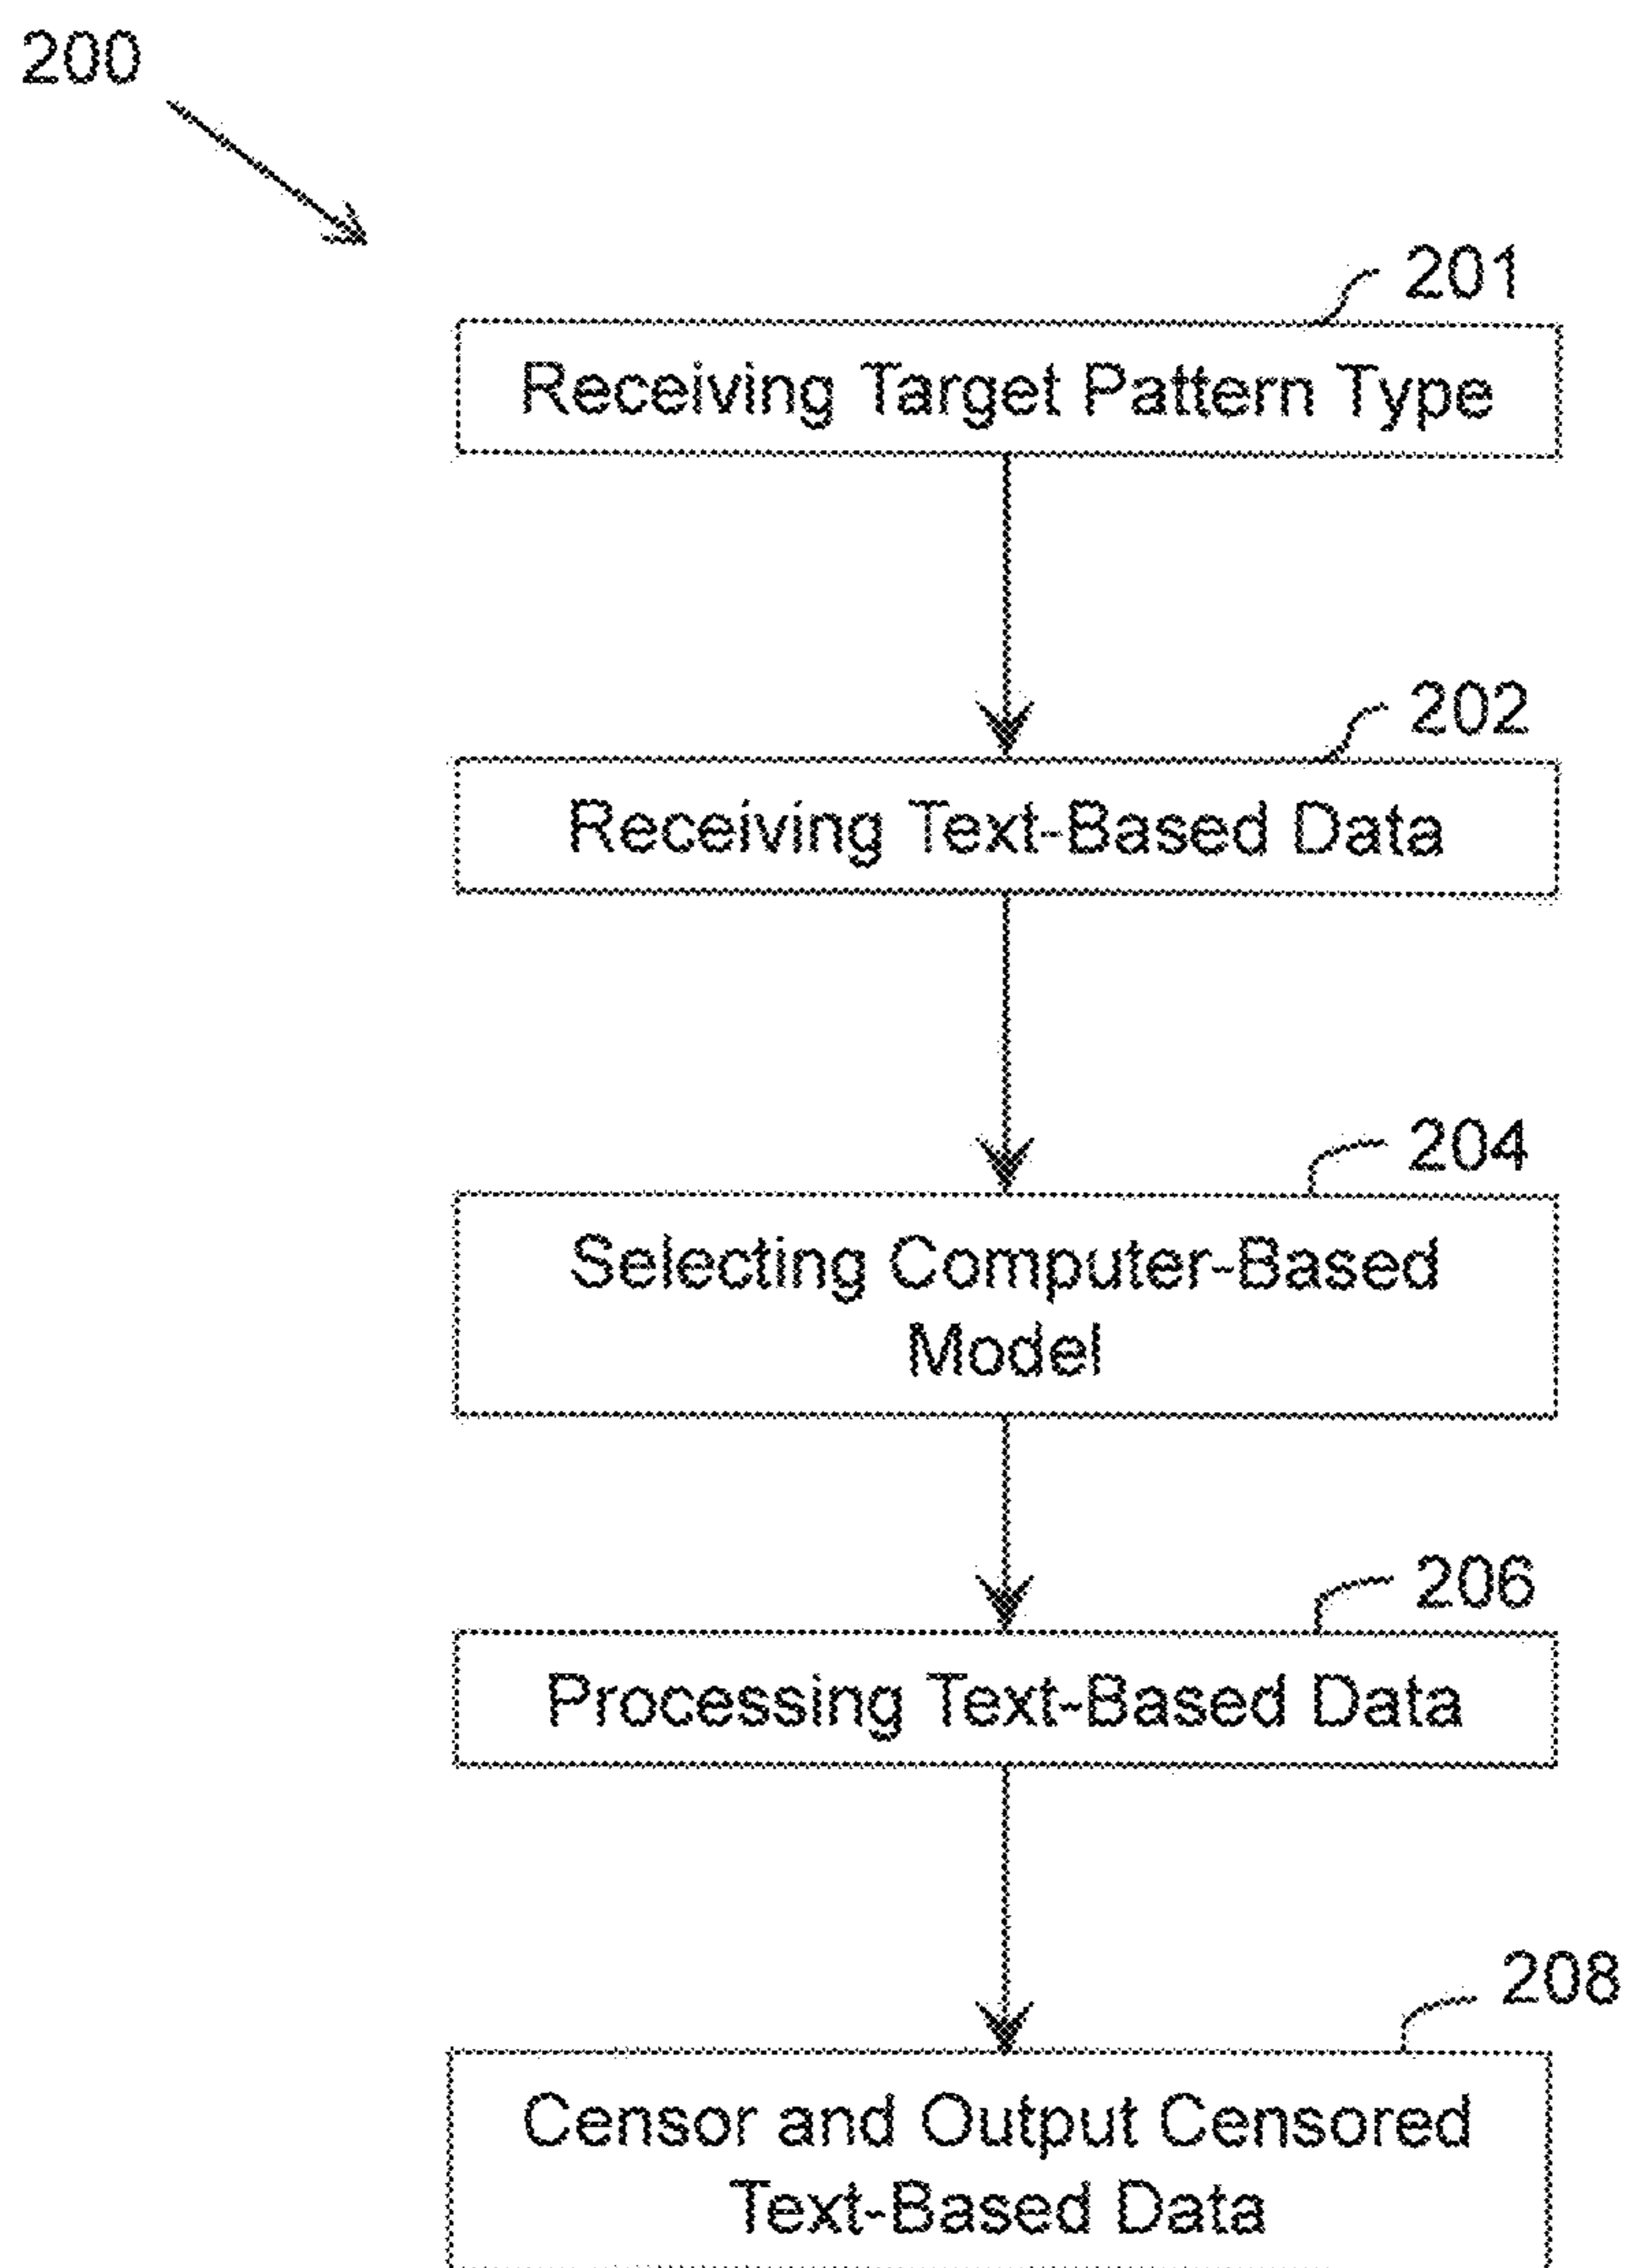 200
201
Receiving Target Pattern Type
202
Receiving Text-Based Data
204
Selecting Computer-Based
Model
206
Processing Text-Based Data
208
Censor and Output Censored
Text-Based Data